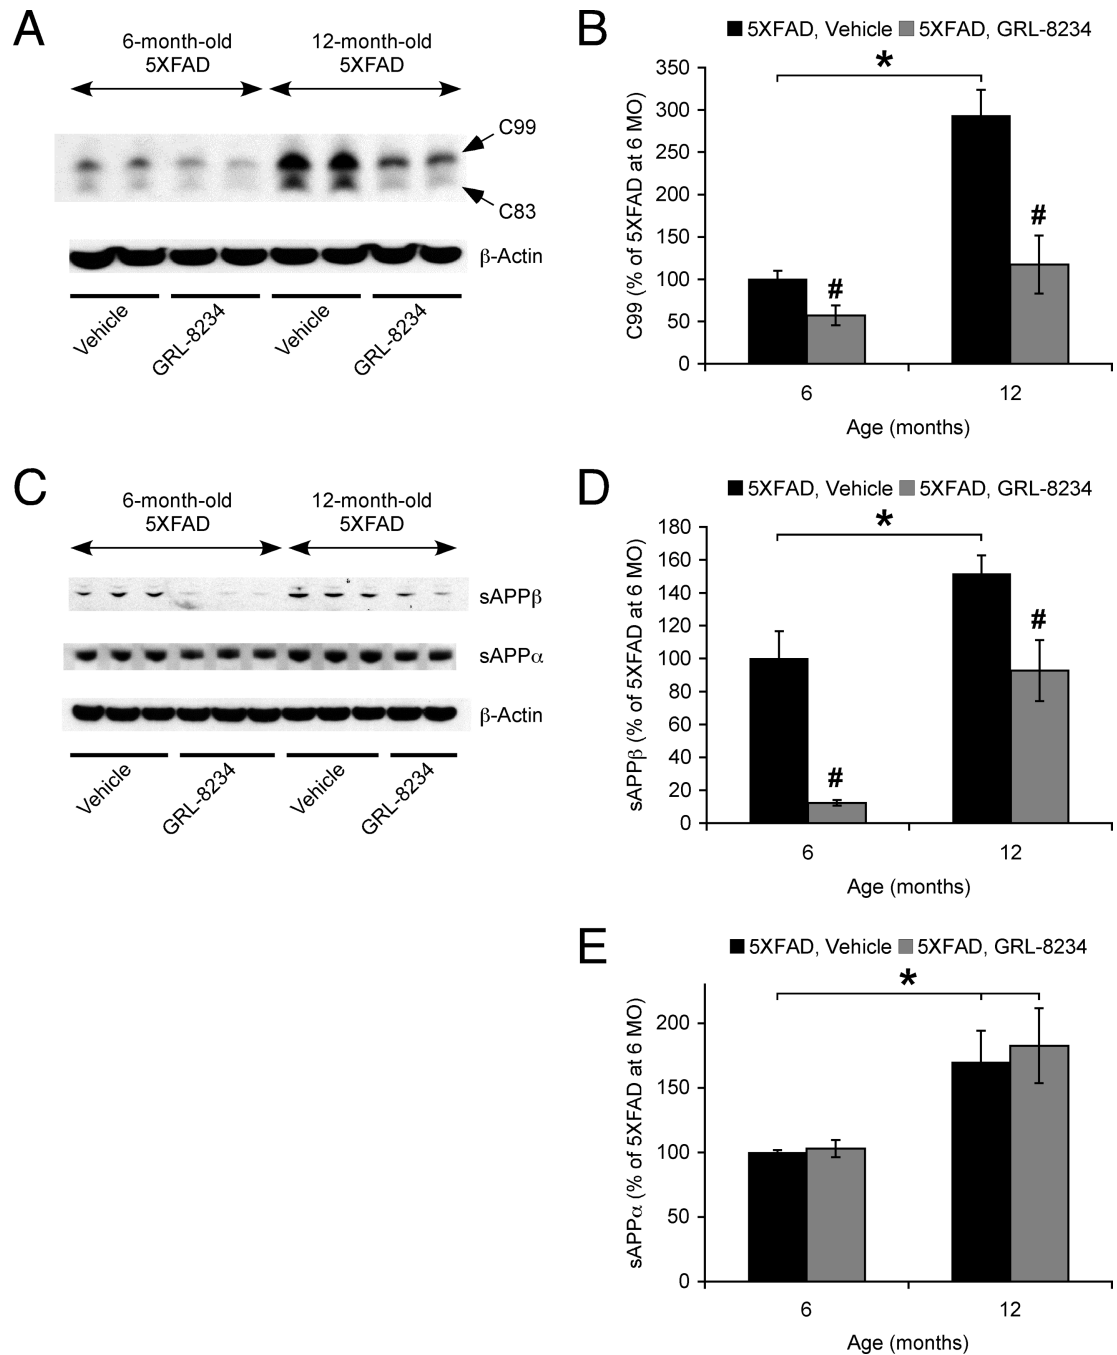 A
6-month-old 12-month-old
5XFAD 5XFAD
C99
C83
β-Actin
Vehicle GRL-8234 Vehicle GRL-8234
B
5XFAD, Vehicle 5XFAD, GRL-8234
*
350
300
250
200
150
100
50
0
# #
C99 (% of 5XFAD at 6 MO)
6 12
Age (months)
C
6-month-old 12-month-old
5XFAD 5XFAD
sAPPβ
sAPPα
β-Actin
Vehicle GRL-8234 Vehicle GRL-8234
D
5XFAD, Vehicle 5XFAD, GRL-8234
*
180
160
140
120
100
80
60
40
20
0
# #
sAPPβ (% of 5XFAD at 6 MO)
6 12
Age (months)
E
5XFAD, Vehicle 5XFAD, GRL-8234
*
200
150
100
50
0
sAPPα (% of 5XFAD at 6 MO)
6 12
Age (months)